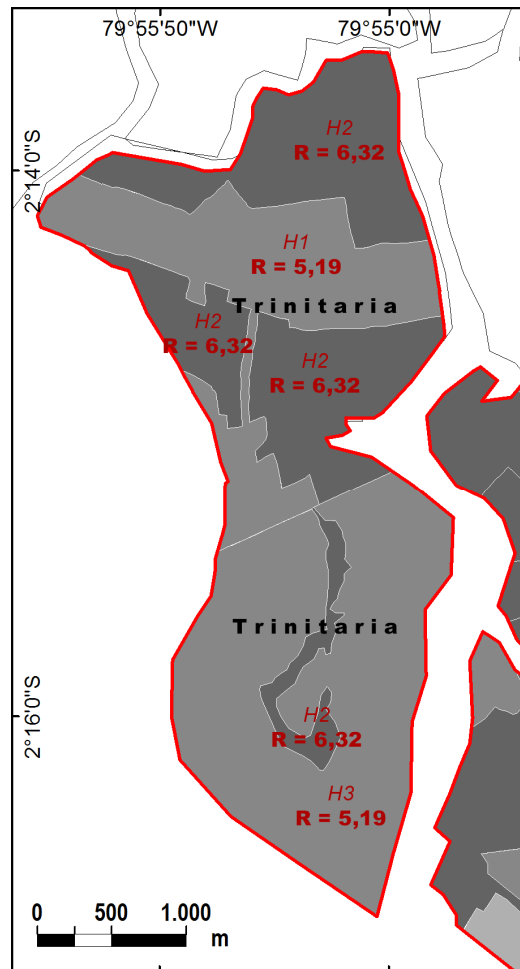 79°55'50"W
79°55'0"W
2°14'0"S
H2
R = 6,32
H1
R = 5,19
Trinitaria
H2
R = 6,32
H2
R = 6,32
Trinitaria
2°16'0"S
H2
R = 6,32
H3
R = 5,19
0 500 1.000
m